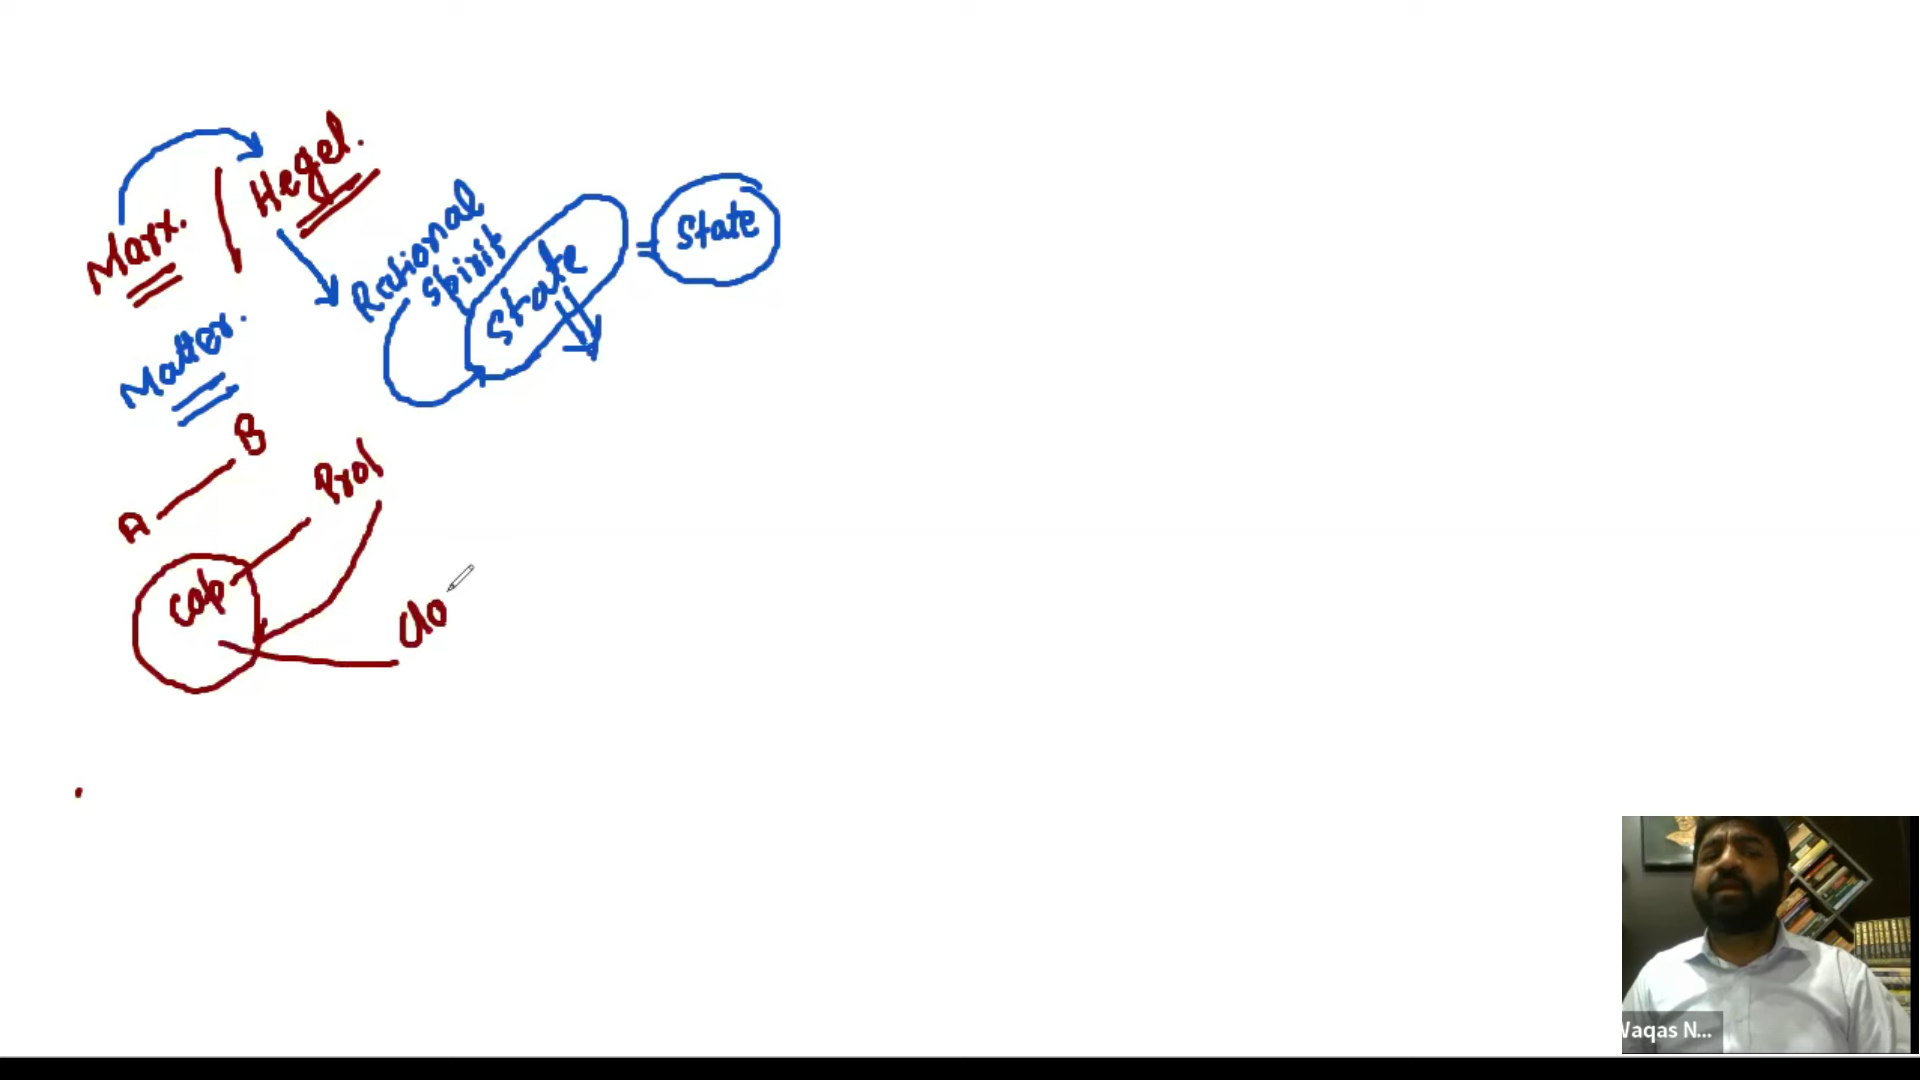 Hegel.
Marx.
Rational
spirit
State
= State
Matter.
B
A
Prol
Cap
Clo
Waqas N...